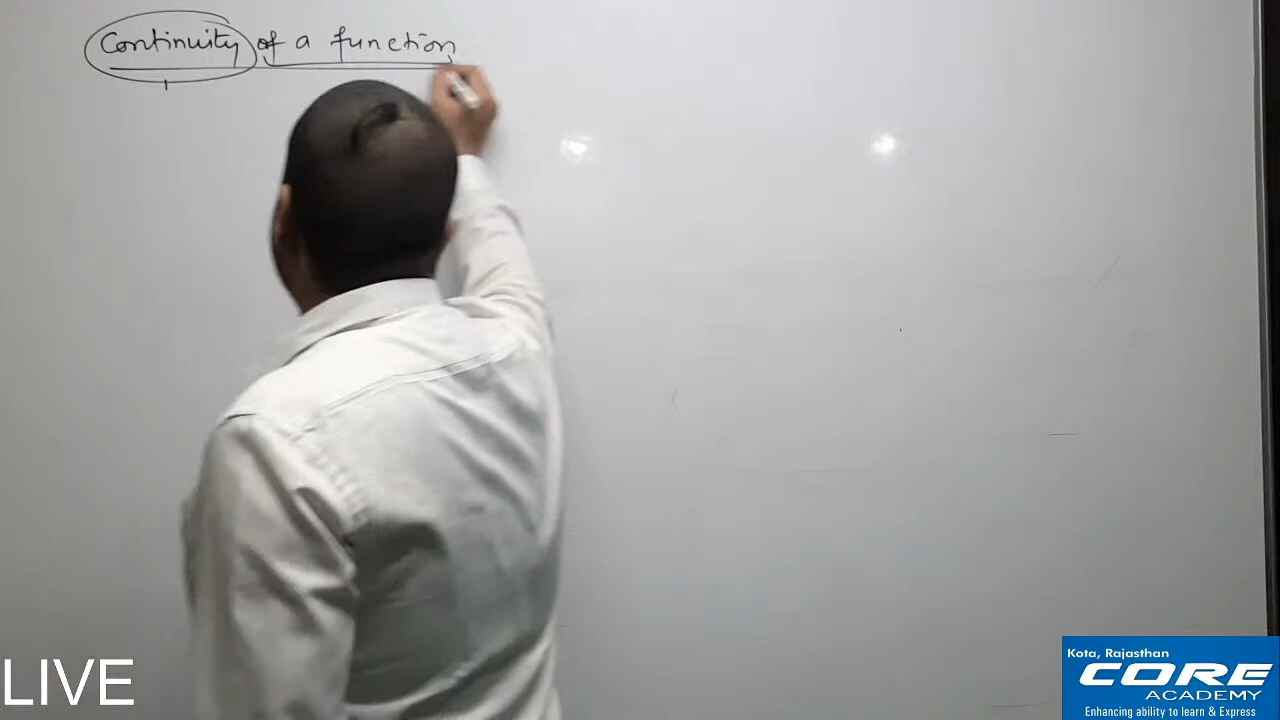 Continuity of a function
LIVE
Kota, Rajasthan
CORE
ACADEMY
Enhancing ability to learn & Express